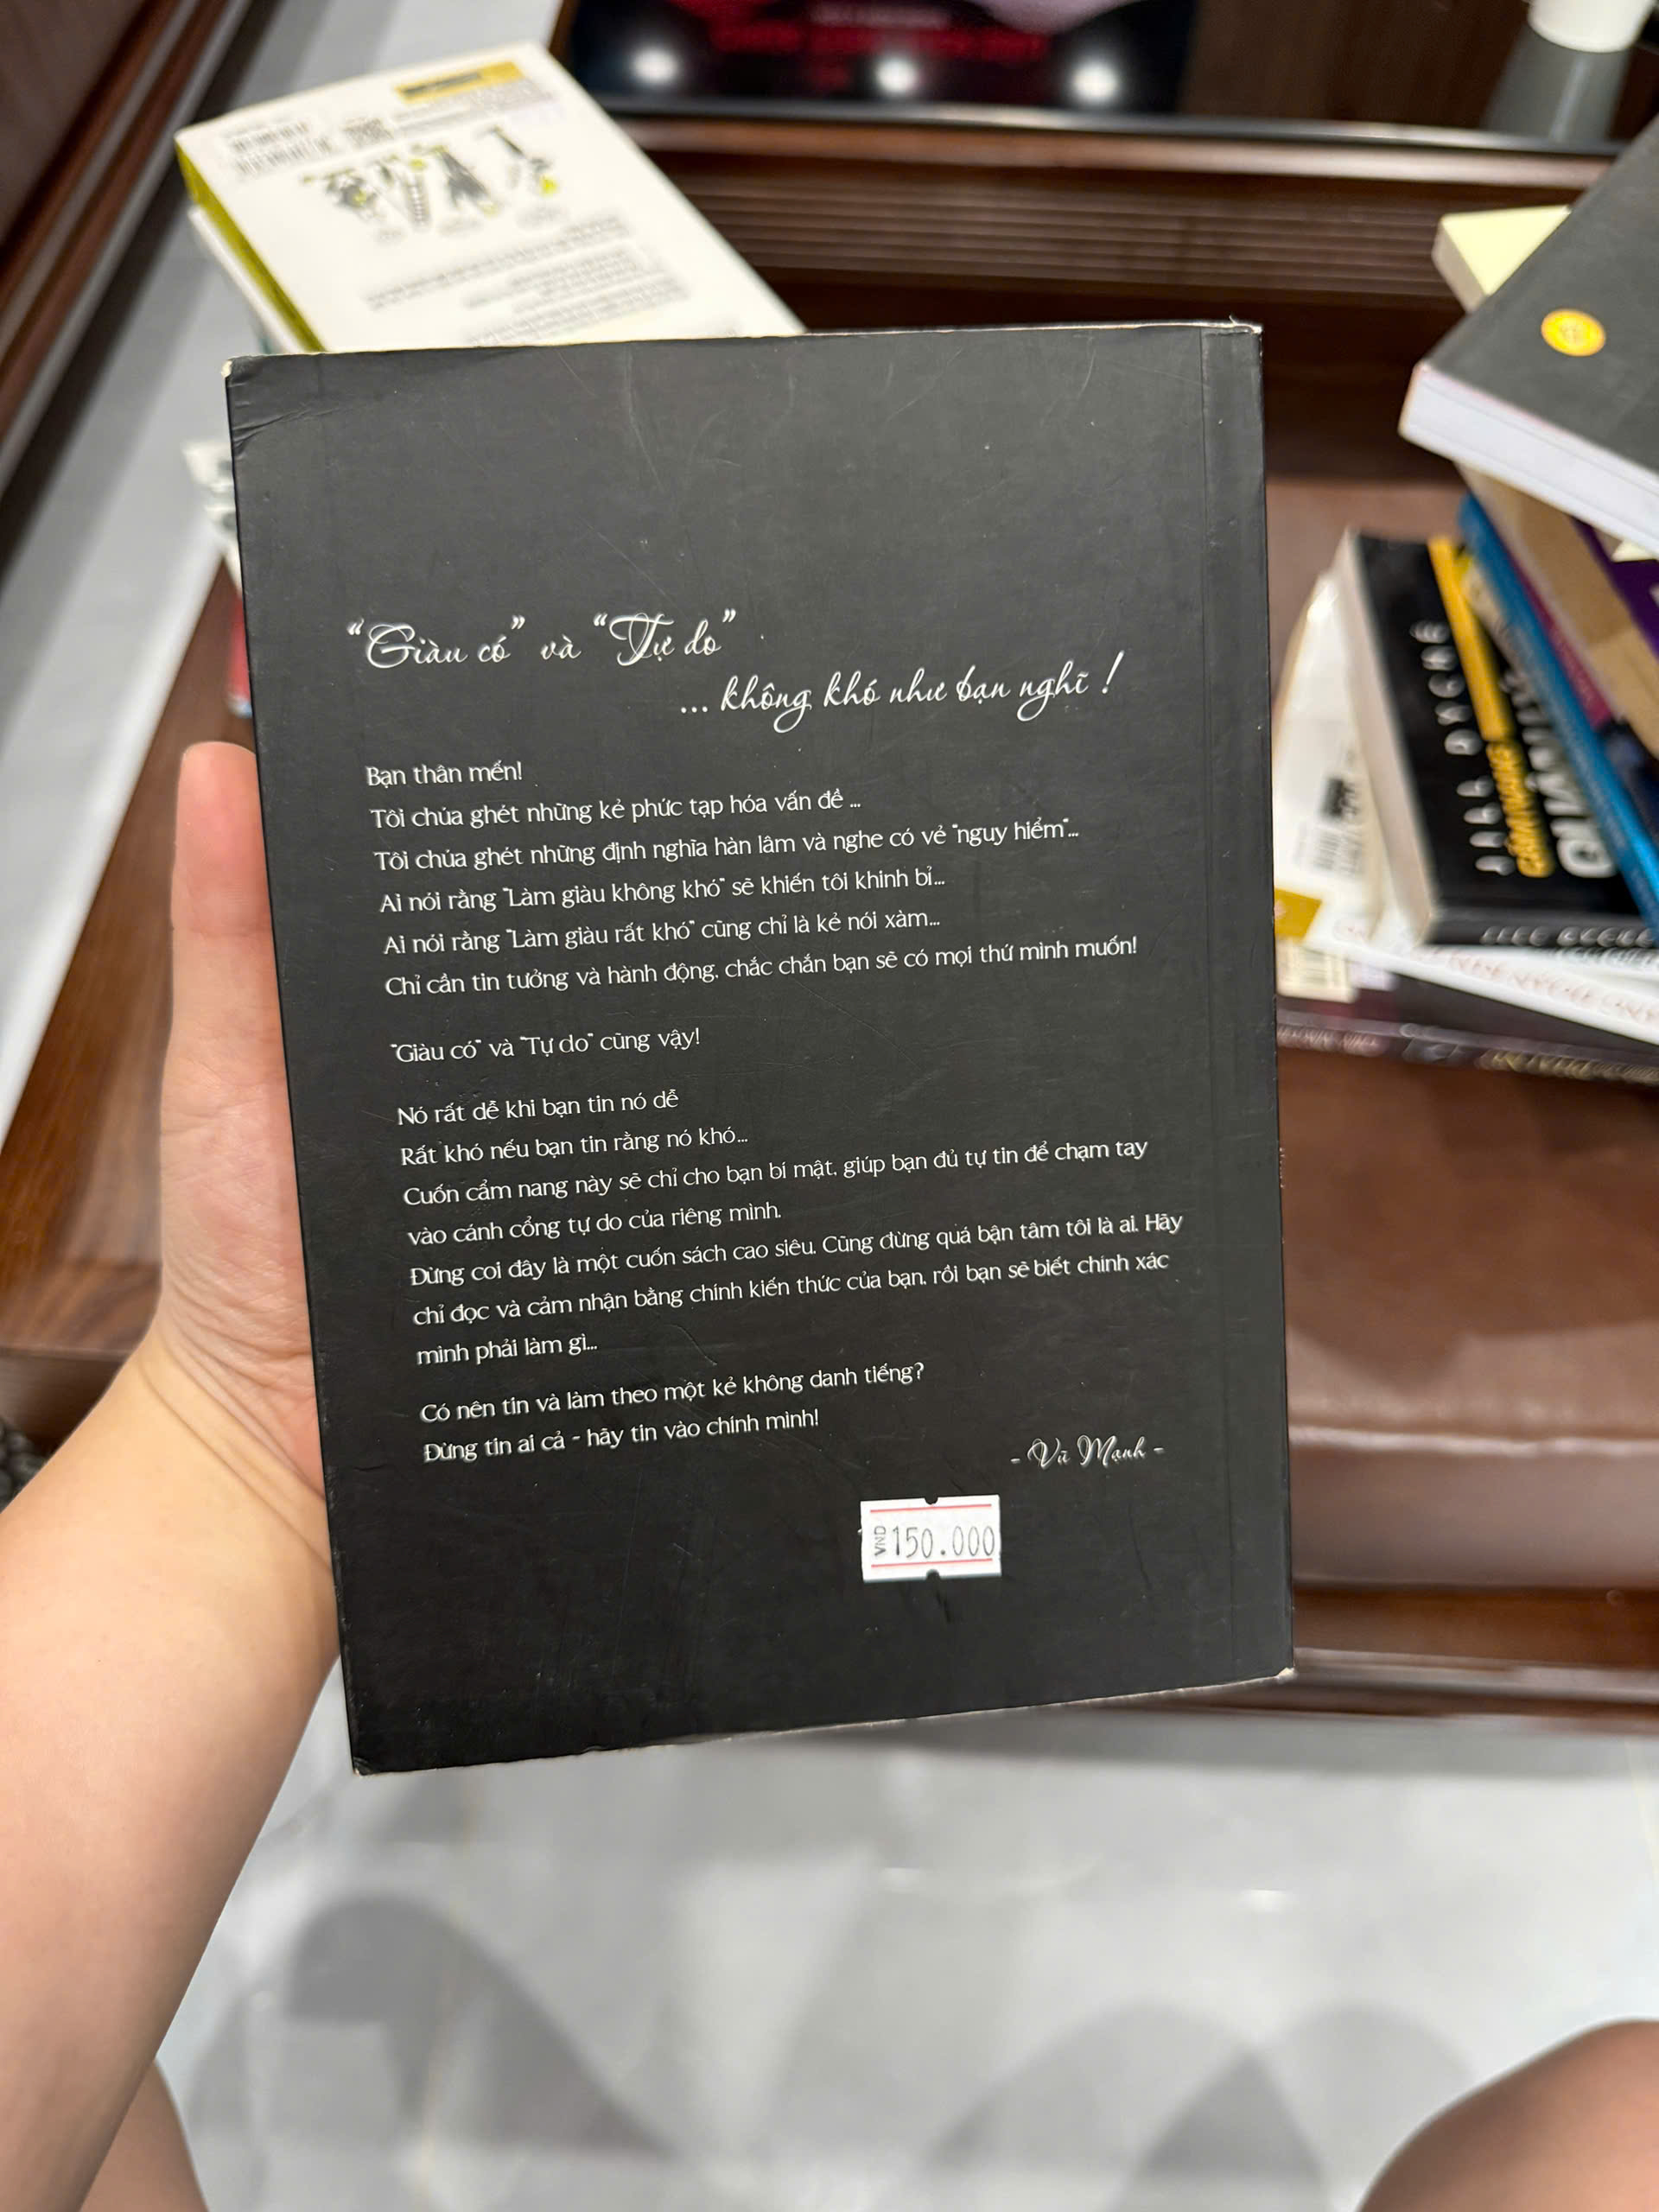 “Giàu có” và “Tự do”
... không khó như bạn nghĩ !
Bạn thân mến!
Tôi chúa ghét những kẻ phức tạp hóa vấn đề ...
Tôi chúa ghét những định nghĩa hàn lâm và nghe có vẻ "nguy hiểm"...
Ai nói rằng "Làm giàu không khó" sẽ khiến tôi khinh bỉ...
Ai nói rằng "Làm giàu rất khó" cũng chỉ là kẻ nói xàm...
Chỉ cần tin tưởng và hành động, chắc chắn bạn sẽ có mọi thứ mình muốn!
"Giàu có" và "Tự do" cũng vậy!
Nó rất dễ khi bạn tin nó dễ
Rất khó nếu bạn tin rằng nó khó...
Cuốn cẩm nang này sẽ chỉ cho bạn bí mật, giúp bạn đủ tự tin để chạm tay
vào cánh cổng tự do của riêng mình.
Đừng coi đây là một cuốn sách cao siêu. Cũng đừng quá bận tâm tôi là ai. Hãy
chỉ đọc và cảm nhận bằng chính kiến thức của bạn, rồi bạn sẽ biết chính xác
mình phải làm gì...
Có nên tin và làm theo một kẻ không danh tiếng?
Đừng tin ai cả - hãy tin vào chính mình!
- Vũ Mạnh -
VND 150.000